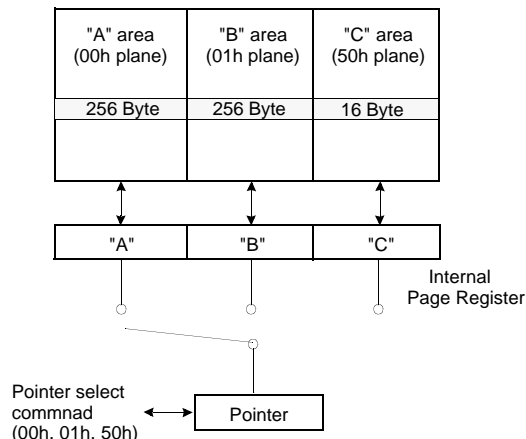 "A" area "B" area "C" area
(00h plane) (01h plane) (50h plane)
256 Byte 256 Byte 16 Byte
"A" "B" "C"
Internal
Page Register
Pointer select
commnad
(00h, 01h, 50h)
Pointer